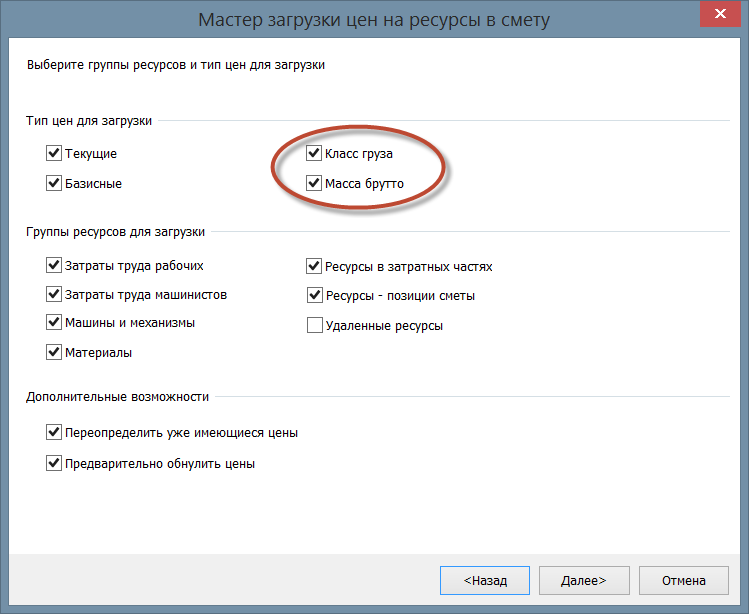 Мастер загрузки цен на ресурсы в смету
Выберите группы ресурсов и тип цен для загрузки
Тип цен для загрузки
Текущие
Класс груза
Базисные
Масса брутто
Группы ресурсов для загрузки
Затраты труда рабочих
Ресурсы в затратных частях
Затраты труда машинистов
Ресурсы - позиции сметы
Машины и механизмы
Удаленные ресурсы
Материалы
Дополнительные возможности
Переопределить уже имеющиеся цены
Предварительно обнулить цены
<Назад
Далее>
Отмена